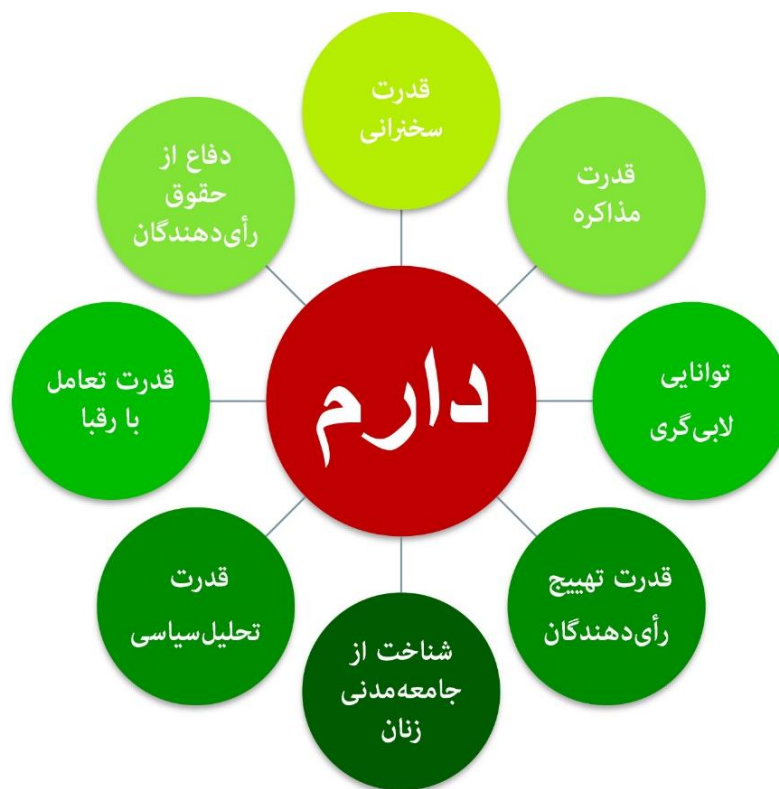 قدرت
سخنرانی
قدرت
مذاکره
توانایی
لابی‌گری
قدرت تهییج
رأی‌دهندگان
شناخت از
جامعه‌مدنی
زنان
قدرت
تحلیل‌سیاسی
قدرت تعامل
با رقبا
دفاع از
حقوق
رأی‌دهندگان
دارم